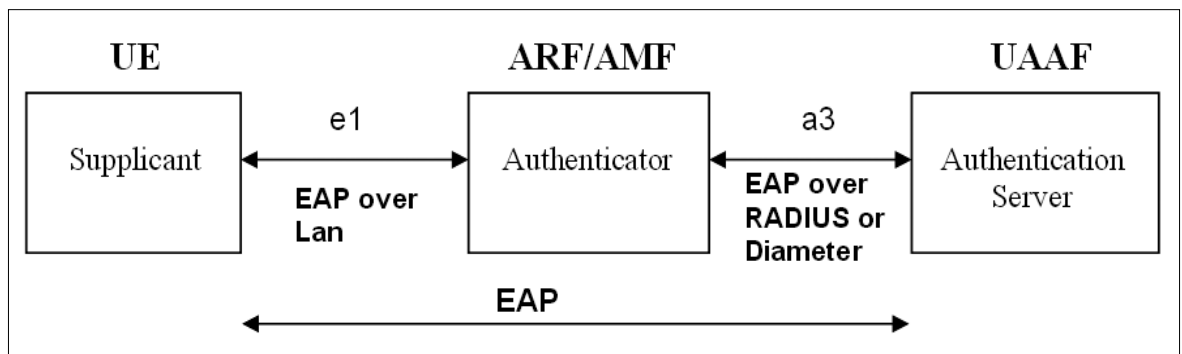 UE
ARF/AMF
UAAF
Supplicant
e1
EAP over
Lan
Authenticator
a3
EAP over
RADIUS or
Diameter
Authentication
Server
EAP